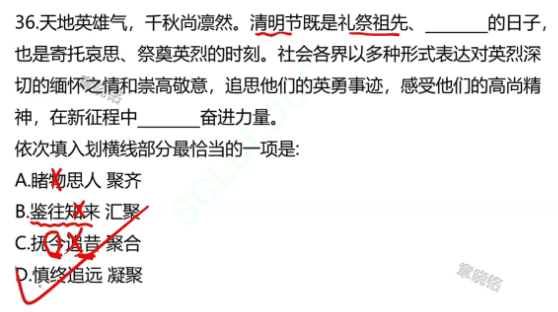 36.天地英雄气，千秋尚凛然。清明节既是礼祭祖先、________的日子，
也是寄托哀思、祭奠英烈的时刻。社会各界以多种形式表达对英烈深
切的缅怀之情和崇高敬意，追思他们的英勇事迹，感受他们的高尚精
神，在新征程中________奋进力量。
依次填入划横线部分最恰当的一项是:
A.睹物思人 聚齐
B.鉴往知来 汇聚
C.抚今追昔 聚合
D.慎终追远 凝聚
章晓铭